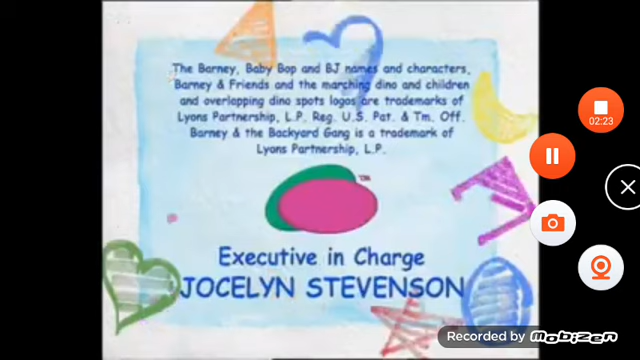 The Barney, Baby Bop and BJ names and characters,
Barney & Friends and the marching dino and children
and overlapping dino spots logos are trademarks of
Lyons Partnership, L.P. Reg. U.S. Pat. & Tm. Off.
Barney & the Backyard Gang is a trademark of
Lyons Partnership, L.P.
TM
Executive in Charge
JOCELYN STEVENSON
02:23
Recorded by Mobizen